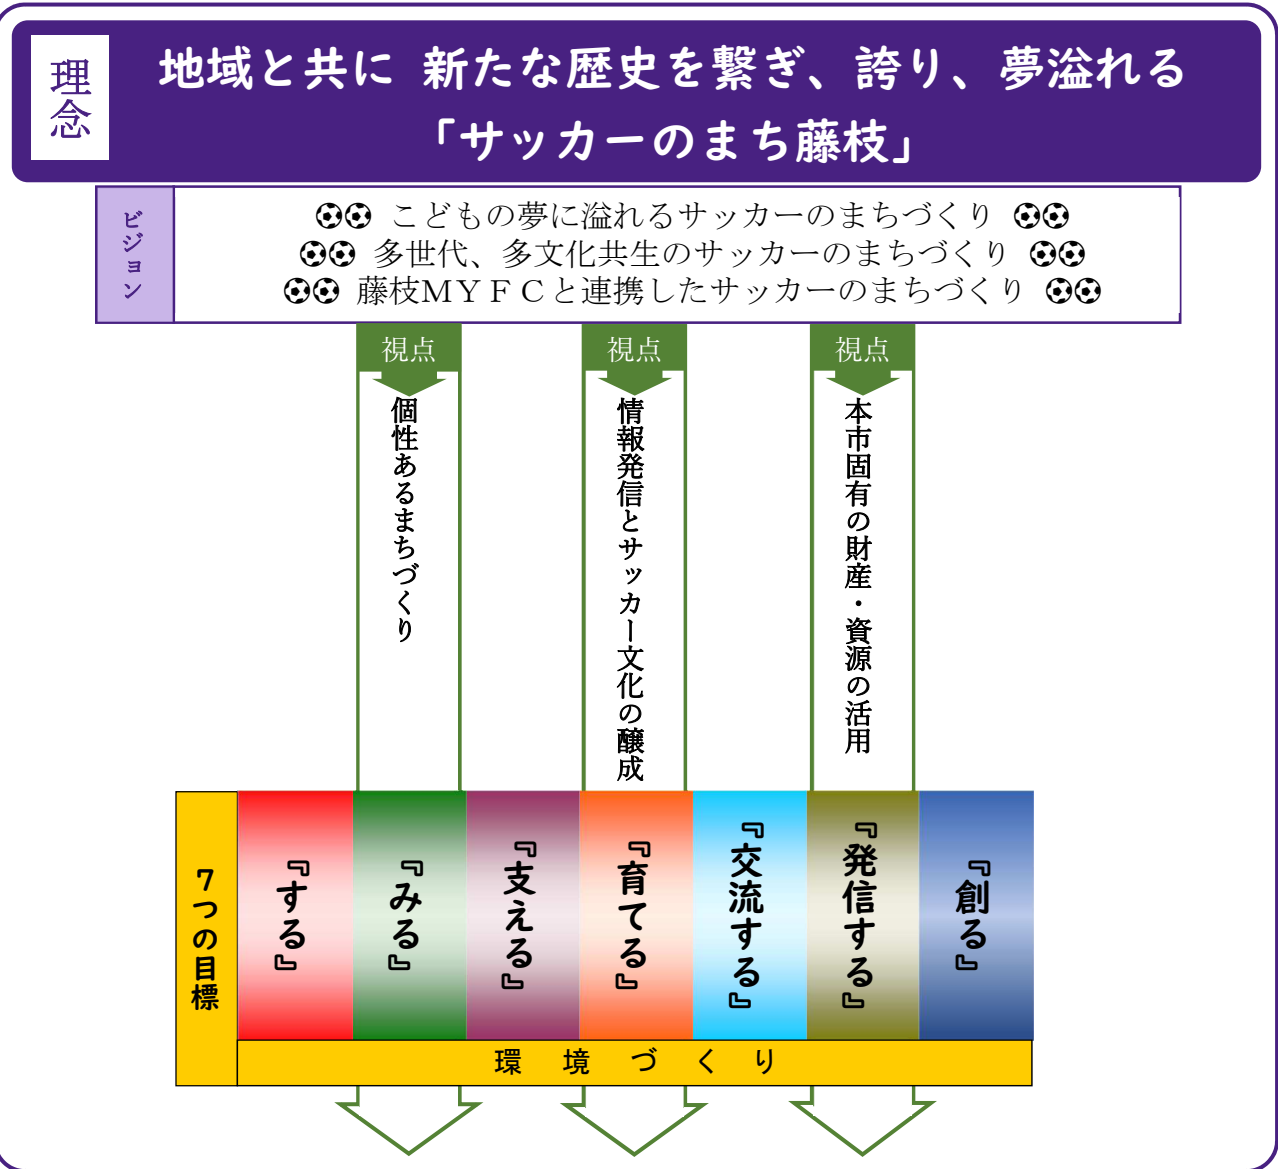 理念
地域と共に 新たな歴史を繋ぎ、誇り、夢溢れる
「サッカーのまち藤枝」
ビジョン
こどもの夢に溢れるサッカーのまちづくり
多世代、多文化共生のサッカーのまちづくり
藤枝MYFCと連携したサッカーのまちづくり
視点
個性あるまちづくり
視点
情報発信とサッカー文化の醸成
視点
本市固有の財産・資源の活用
7つの目標
『する』
『みる』
『支える』
『育てる』
『交流する』
『発信する』
『創る』
環境づくり